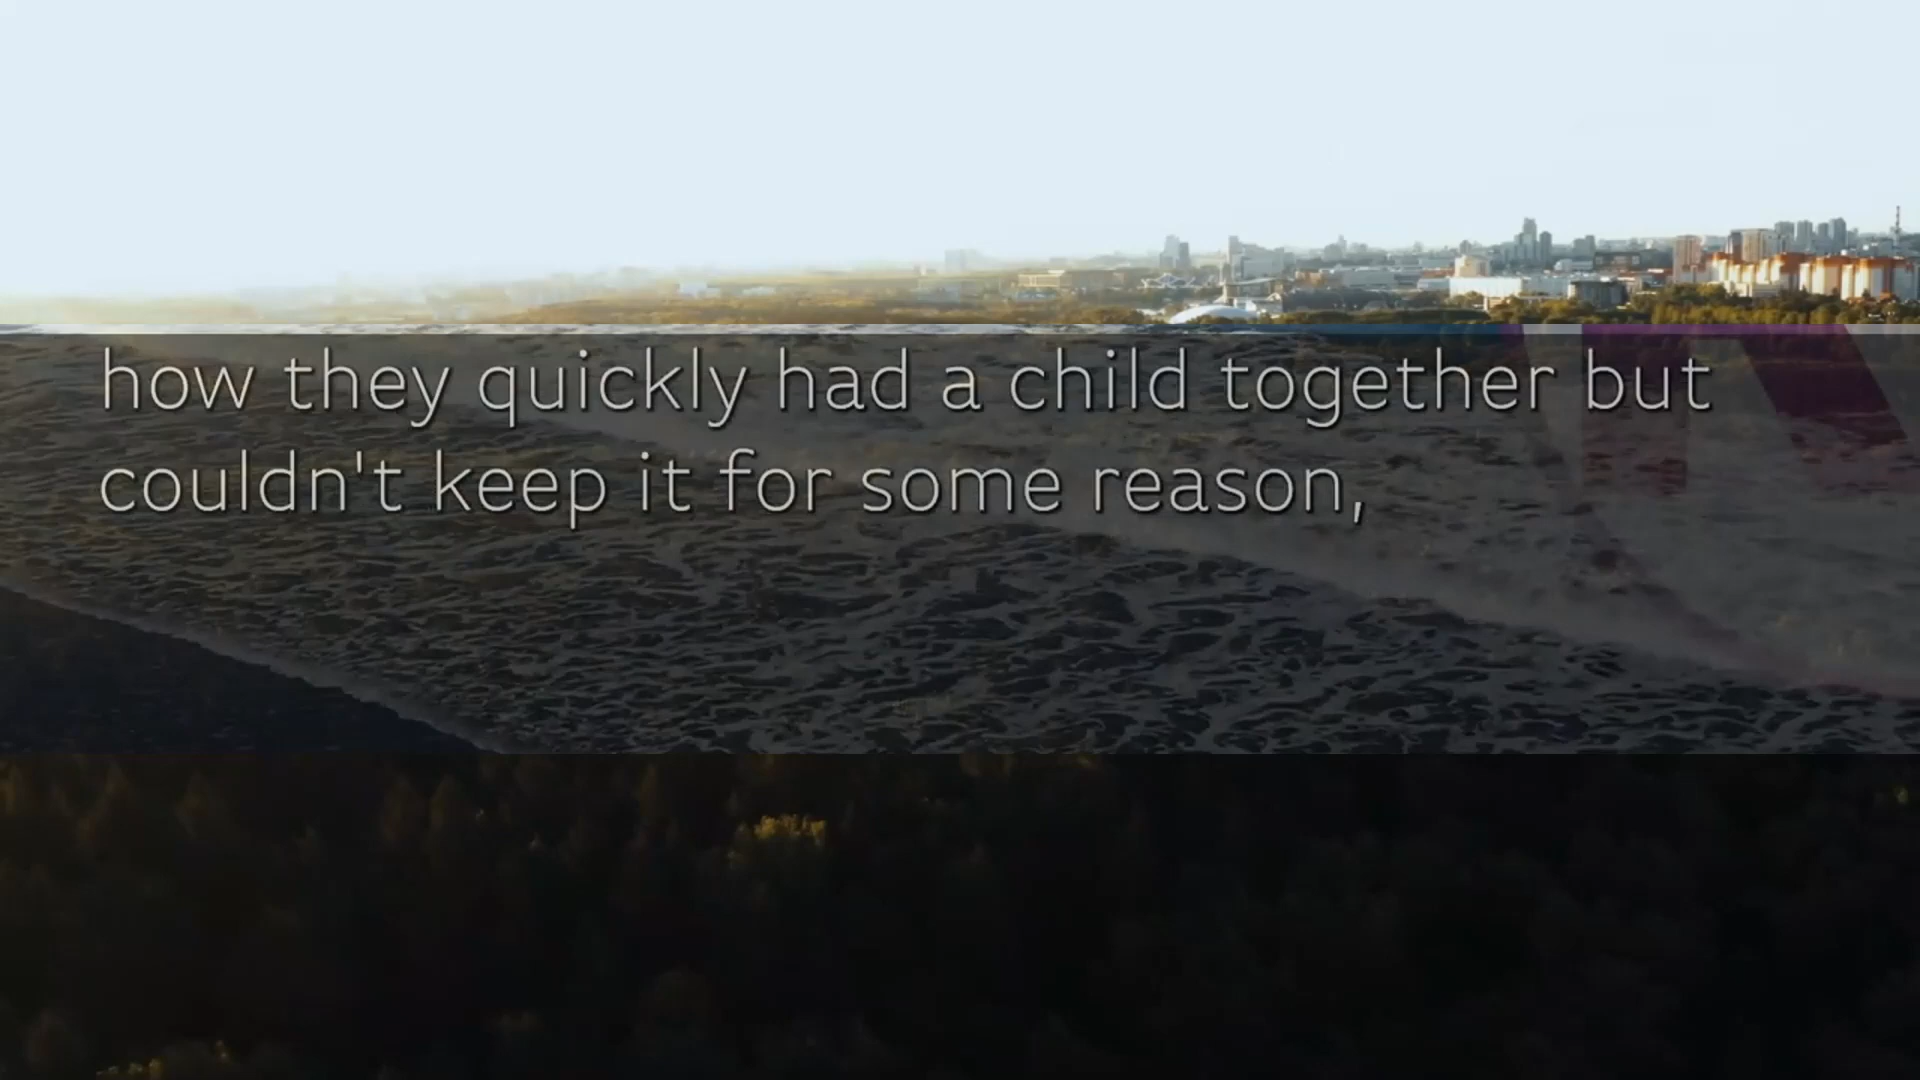 how they quickly had a child together but
couldn't keep it for some reason,